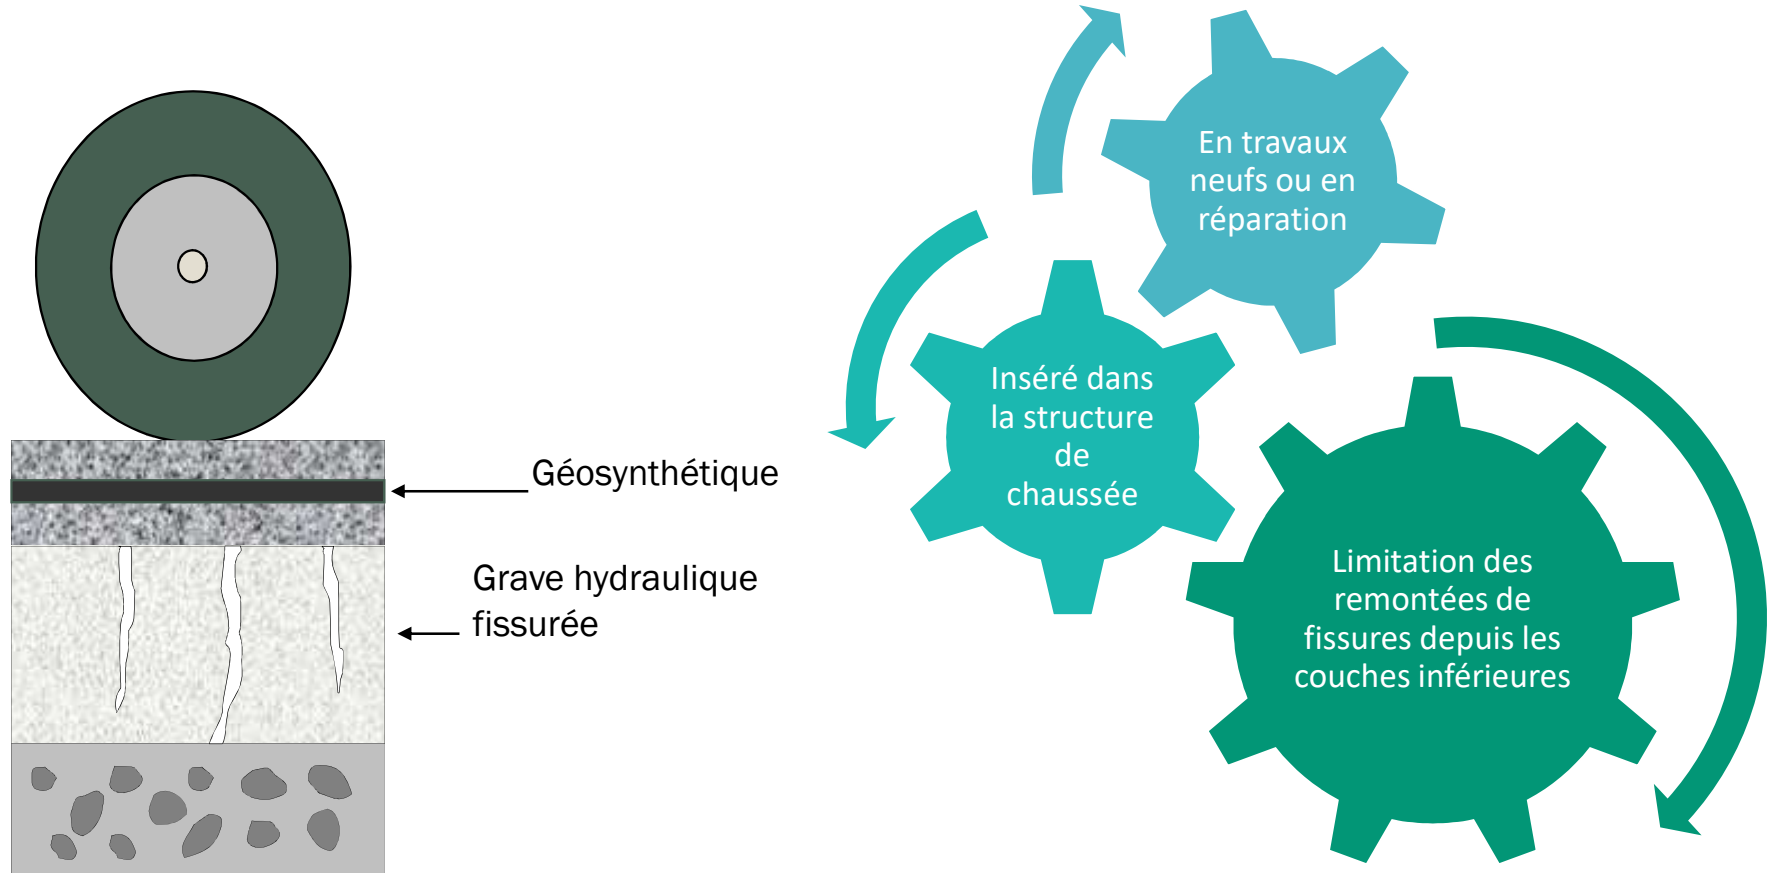 Géosynthétique
Grave hydraulique
fissurée
En travaux
neufs ou en
réparation
Inséré dans
la structure
de
chaussée
Limitation des
remontées de
fissures depuis les
couches inférieures